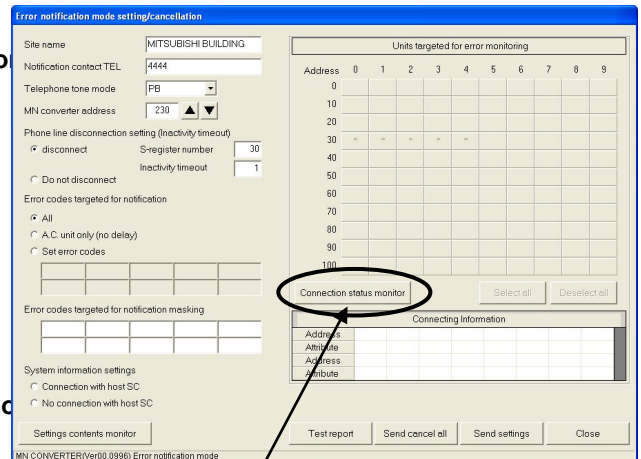 Error notification mode setting/cancellation
Site name MITSUBISHI BUILDING
Notification contact TEL 4444
Telephone tone mode PB
MN converter address 230
Phone line disconnection setting (Inactivity timeout)
disconnect S-register number 30
Inactivity timeout 1
Do not disconnect
Error codes targeted for notification
All
A.C. unit only (no delay)
Set error codes
Error codes targeted for notification masking
System information settings
Connection with host SC
No connection with host SC
Settings contents monitor
Units targeted for error monitoring
Address 0 1 2 3 4 5 6 7 8 9
0
10
20
30 * * * * *
40
50
60
70
80
90
100
Connection status monitor Select all Deselect all
Connecting Information
Address
Attribute
Address
Attribute
Test report Send cancel all Send settings Close
MN CONVERTER(Ver00.0996) Error notification mode